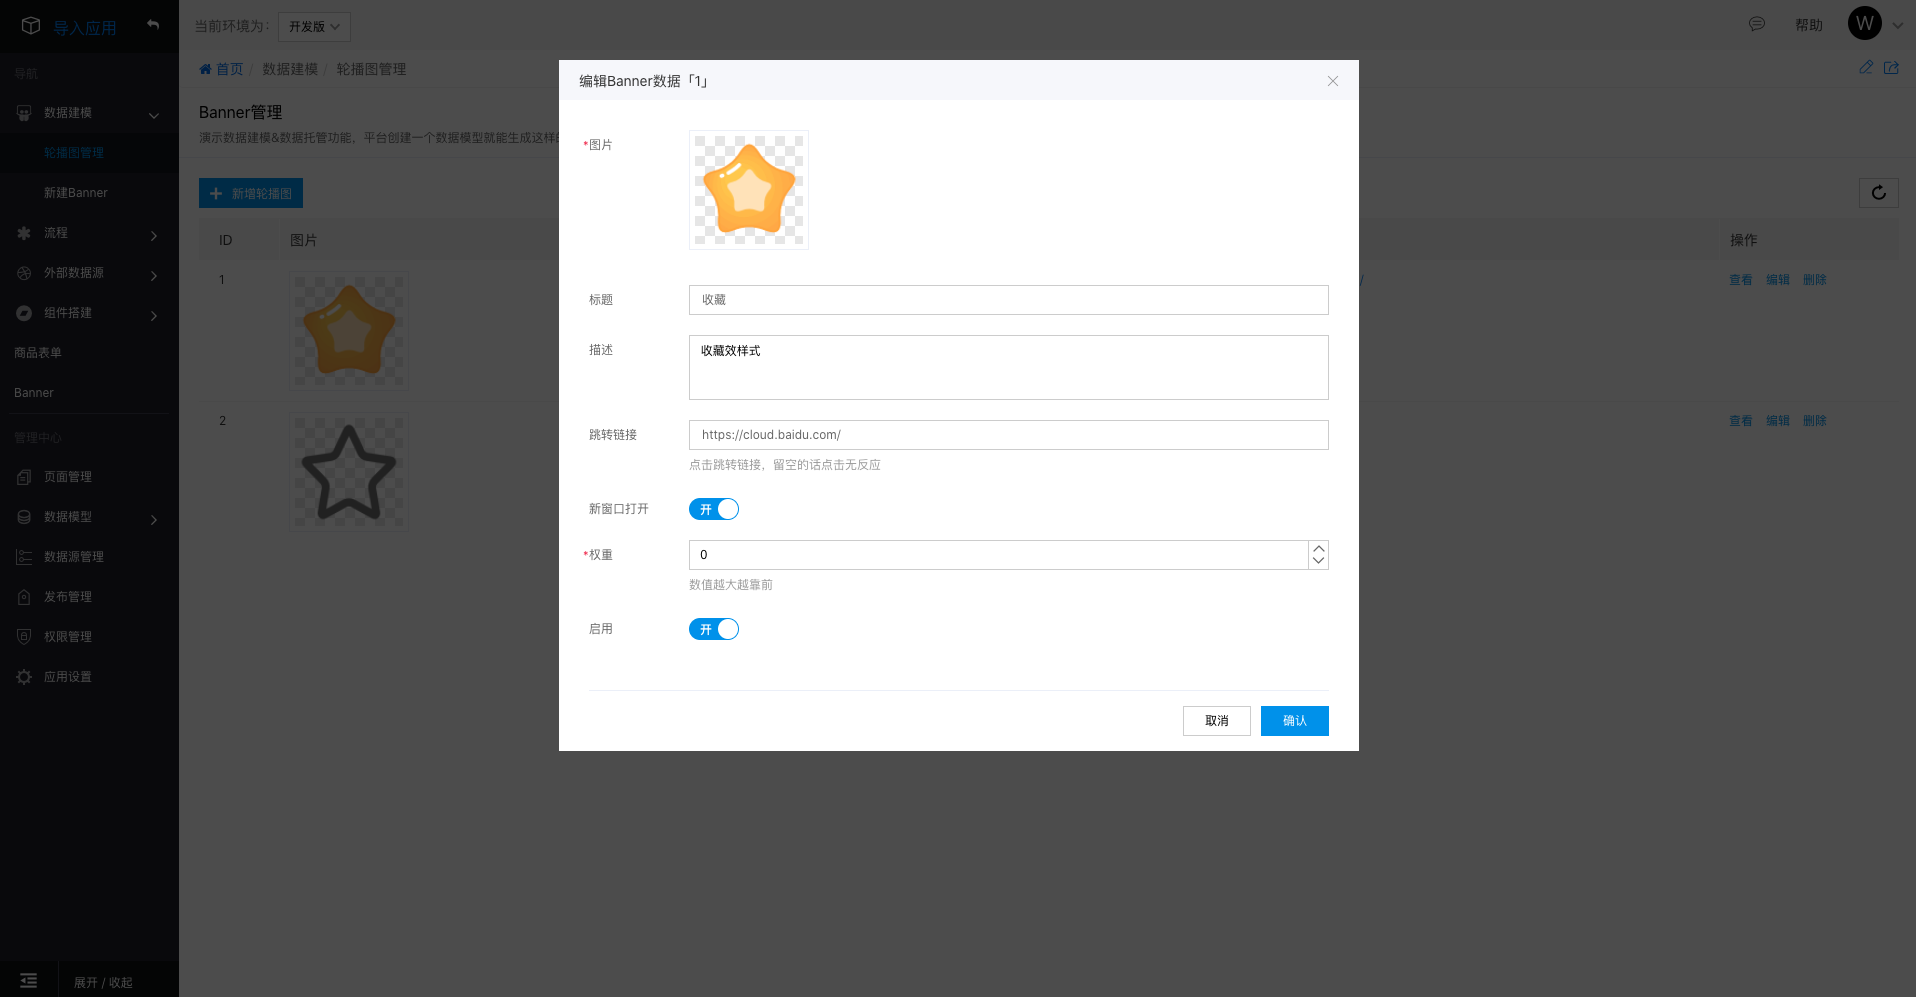 导入应用
当前环境为: 开发版
帮助
W
导航
首页 / 数据建模 / 轮播图管理
编辑Banner数据「1」
数据建模
Banner管理
演示数据建模&数据托管功能，平台创建一个数据模型就能生成这样
轮播图管理
新建Banner
新增轮播图
流程
ID 图片 操作
外部数据源
1 / 查看 编辑 删除
组件搭建
商品表单
Banner
2 查看 编辑 删除
管理中心
页面管理
数据模型
数据源管理
发布管理
权限管理
应用设置
展开 / 收起
*图片
标题 收藏
描述 收藏效样式
跳转链接 https://cloud.baidu.com/
点击跳转链接，留空的话点击无反应
新窗口打开 开
*权重 0
数值越大越靠前
启用 开
取消 确认